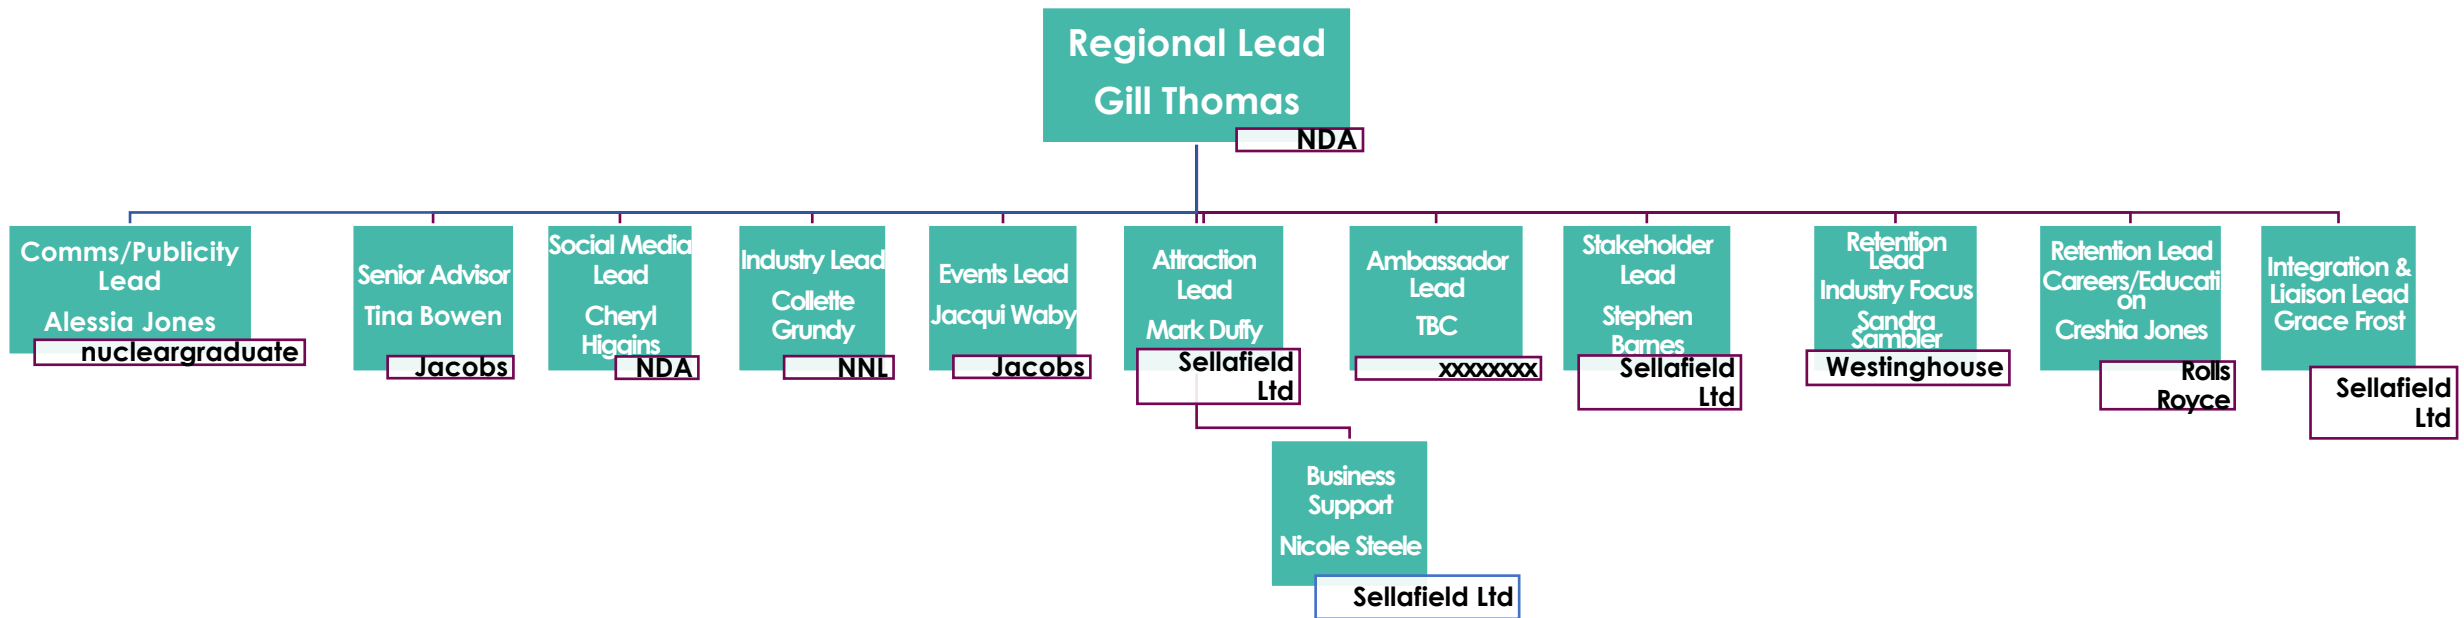 Regional Lead
Gill Thomas
NDA
Comms/Publicity
Lead
Alessia Jones
nucleargraduate
Senior Advisor
Tina Bowen
Jacobs
Social Media
Lead
Cheryl
Higgins
NDA
Industry Lead
Collette
Grundy
NNL
Events Lead
Jacqui Waby
Jacobs
Attraction
Lead
Mark Duffy
Sellafield
Ltd
Ambassador
Lead
TBC
xxxxxxxx
Stakeholder
Lead
Stephen
Barnes
Sellafield
Ltd
Retention
Lead
Industry Focus
Sandra
Sambler
Westinghouse
Retention Lead
Careers/Educati
on
Creshia Jones
Rolls
Royce
Integration &
Liaison Lead
Grace Frost
Sellafield
Ltd
Business
Support
Nicole Steele
Sellafield Ltd